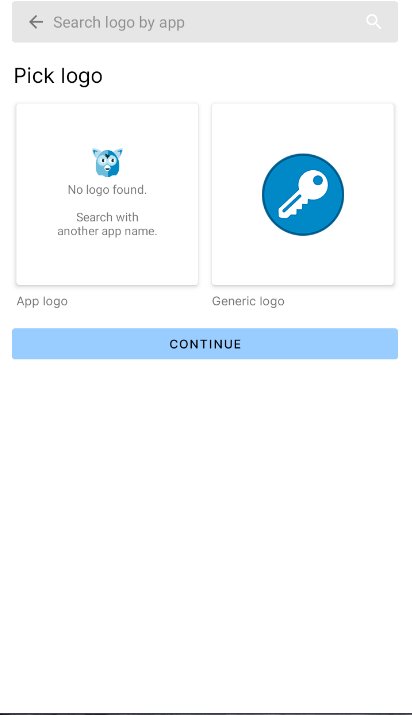 Search logo by app
Pick logo
No logo found.
Search with
another app name.
App logo
Generic logo
CONTINUE